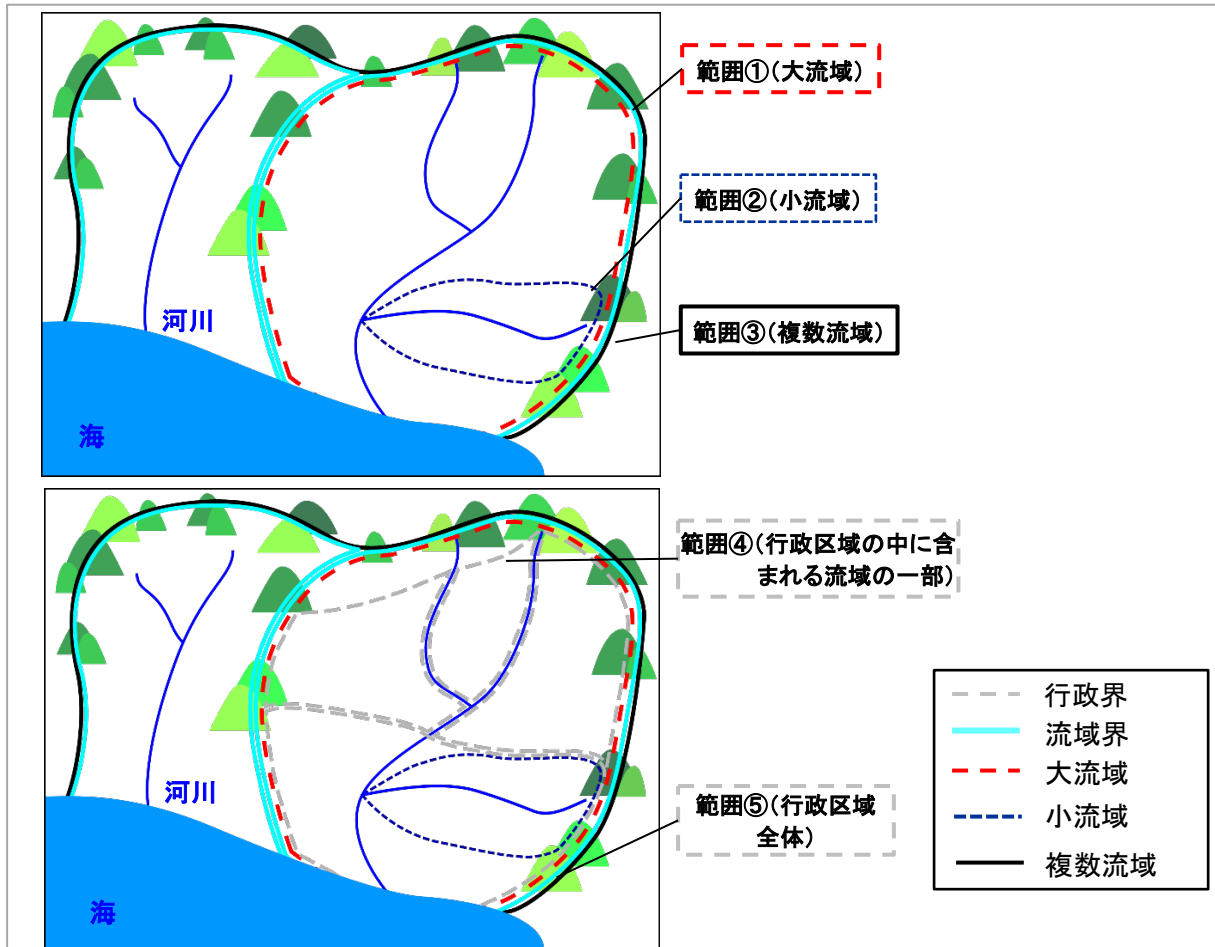 範囲①(大流域)
範囲②(小流域)
範囲③(複数流域)
河川
海
範囲④(行政区域の中に含
まれる流域の一部)
範囲⑤(行政区域
全体)
河川
海
行政界
流域界
大流域
小流域
複数流域